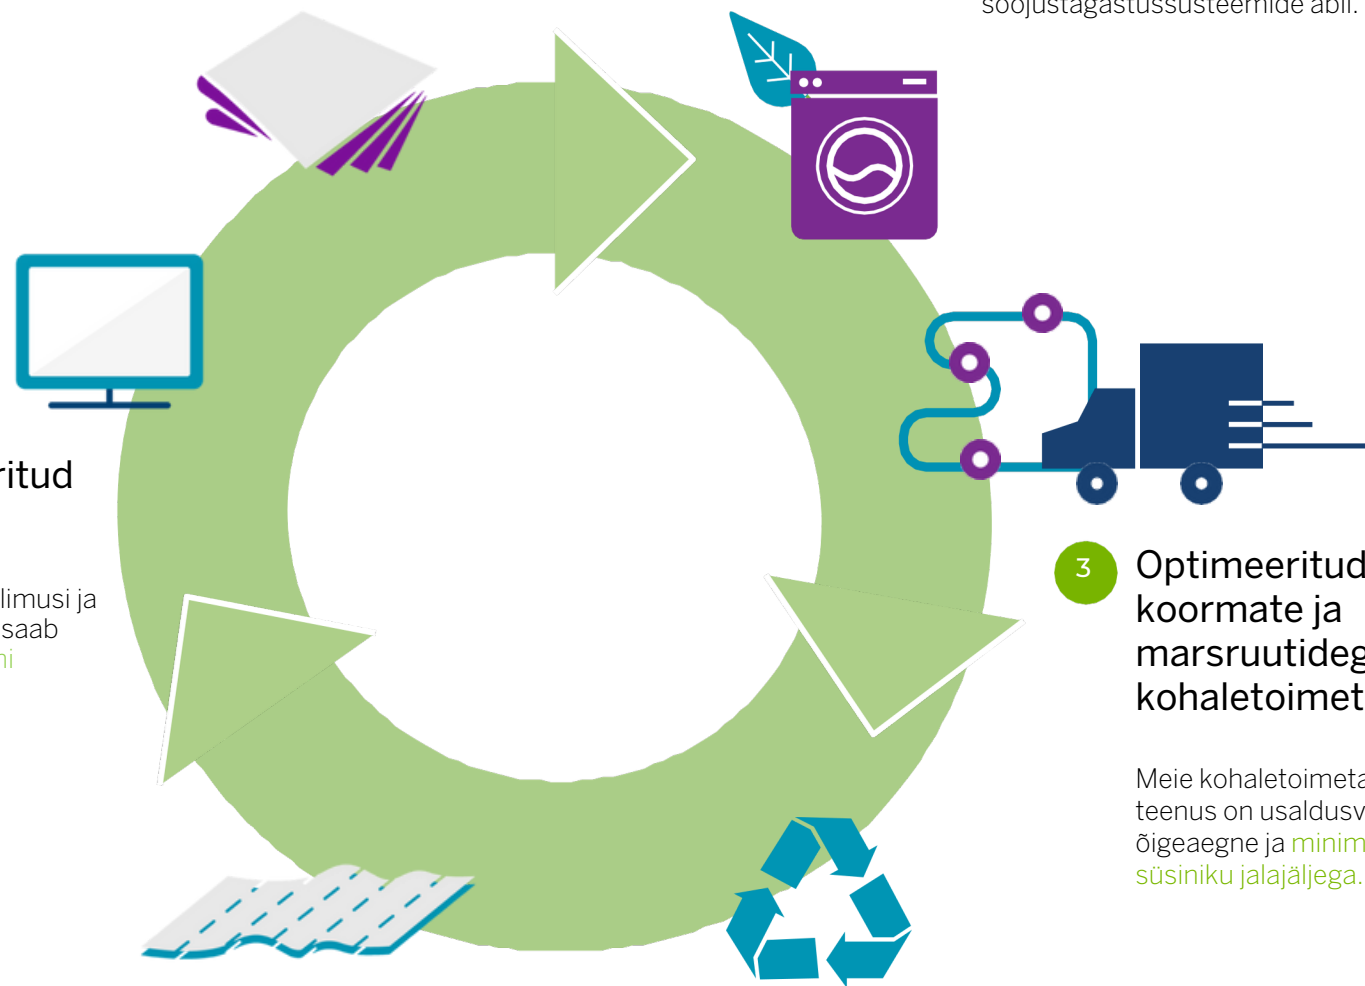 soojustagastussüsteemide abil.
ritud
limusi ja
saab
ni
3
Optimeeritud
koormate ja
marsruutideg
kohaletoimet
Meie kohaletoimeta
teenus on usaldusv
õigeaegne ja minim
süsiniku jalajäljega.